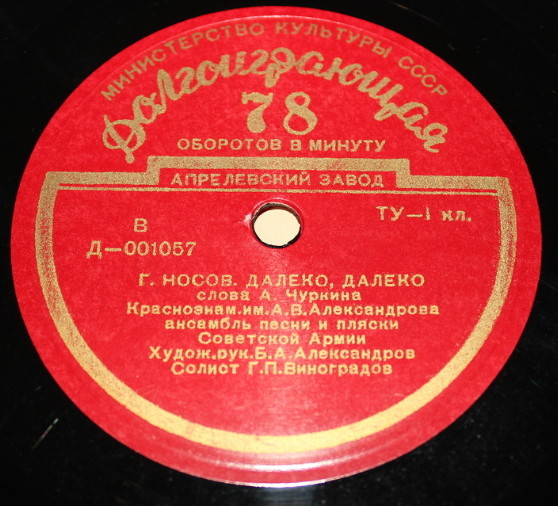 МИНИСТЕРСТВО КУЛЬТУРЫ СССР
Долгоиграющая
78
ОБОРОТОВ В МИНУТУ
АПРЕЛЕВСКИЙ ЗАВОД
В
Д—001057
ТУ—1 кл.
Г. НОСОВ. ДАЛЕКО, ДАЛЕКО
слова А. Чуркина
Краснознам.им.А.В.Александрова
ансамбль песни и пляски
Советской Армии
Худож.рук.Б.А.Александров
Солист Г.П.Виноградов